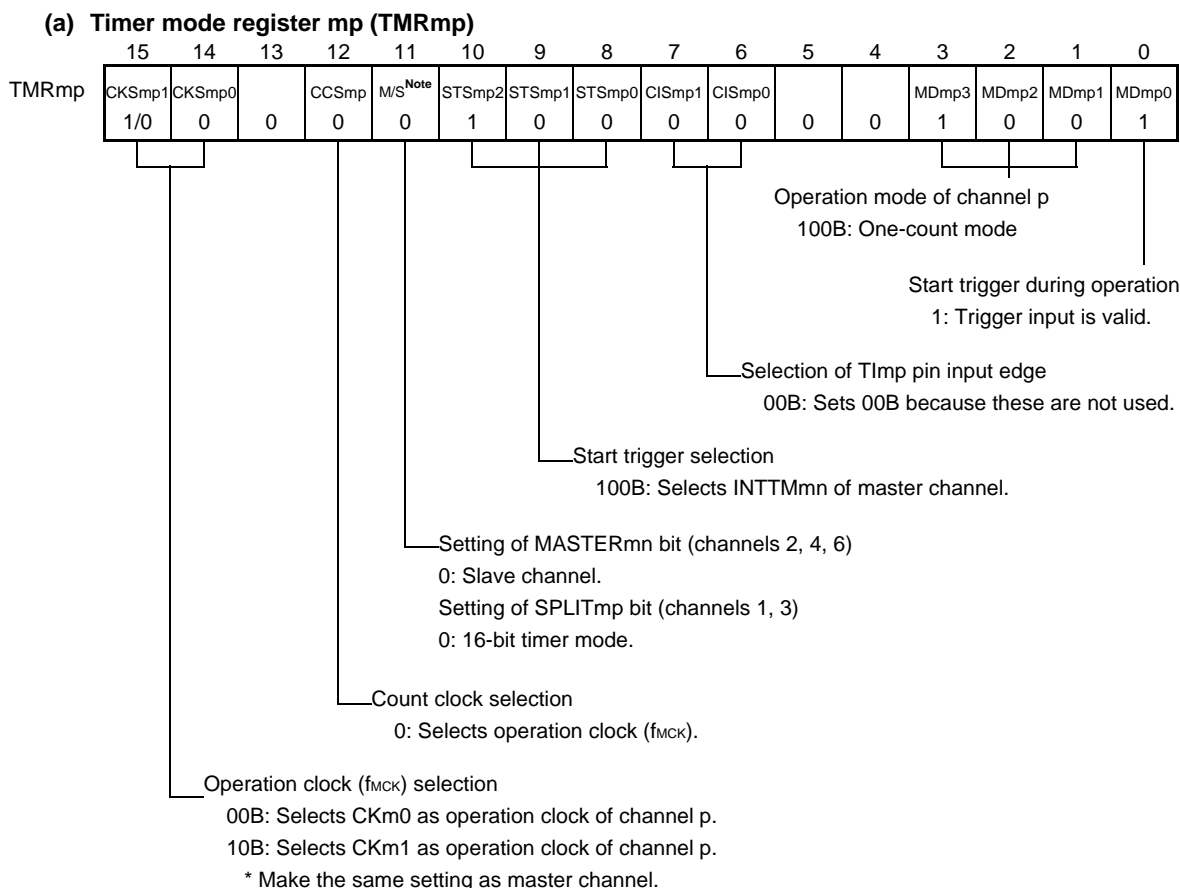 (a) Timer mode register mp (TMRmp)
15 14 13 12 11 10 9 8 7 6 5 4 3 2 1 0
TMRmp CKSmp1 CKSmp0 CCSmp M/SNote STSmp2 STSmp1 STSmp0 CISmp1 CISmp0 MDmp3 MDmp2 MDmp1 MDmp0
1/0 0 0 0 0 1 0 0 0 0 0 0 1 0 0 1
Operation mode of channel p
100B: One-count mode
Start trigger during operation
1: Trigger input is valid.
Selection of TImp pin input edge
00B: Sets 00B because these are not used.
Start trigger selection
100B: Selects INTTMmn of master channel.
Setting of MASTERmn bit (channels 2, 4, 6)
0: Slave channel.
Setting of SPLITmp bit (channels 1, 3)
0: 16-bit timer mode.
Count clock selection
0: Selects operation clock (fMCK).
Operation clock (fMCK) selection
00B: Selects CKm0 as operation clock of channel p.
10B: Selects CKm1 as operation clock of channel p.
* Make the same setting as master channel.